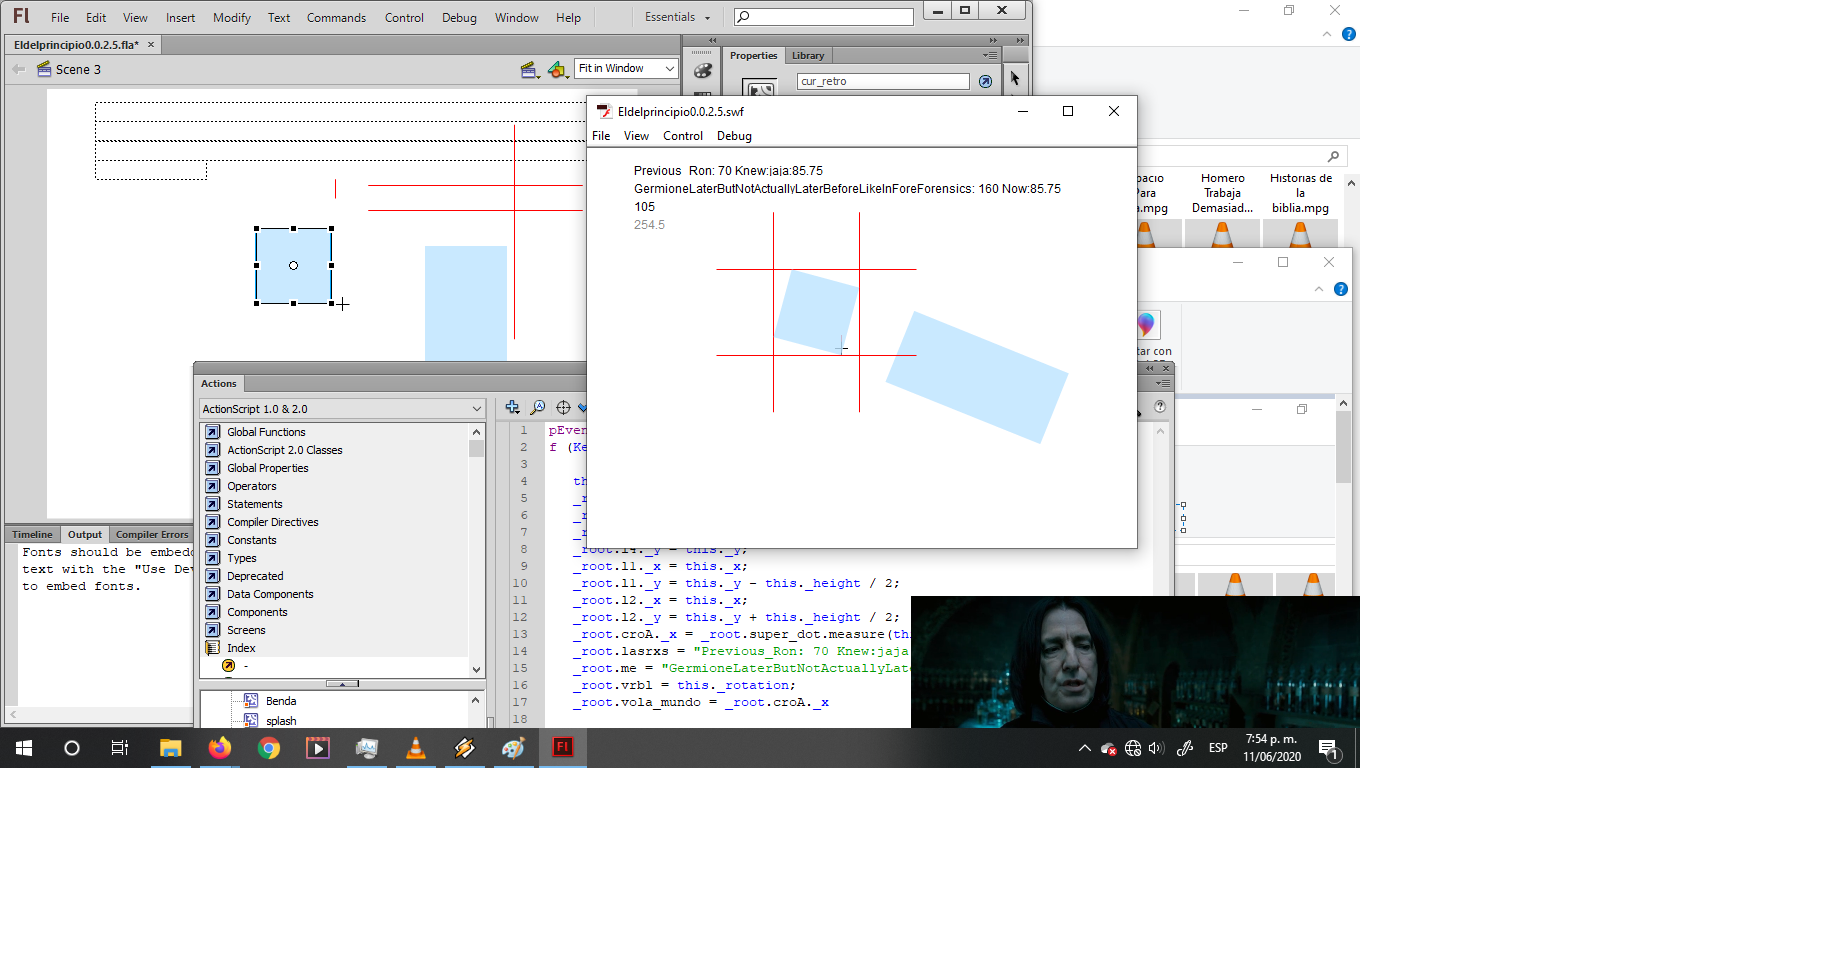 Fl File Edit View Insert Modify Text Commands Control Debug Window Help Essentials
Eldelprincipio0.0.2.5.fla* ×
Scene 3
Fit in Window
Properties Library
cur_retro
Eldelprincipio0.0.2.5.swf
File View Control Debug
Previous_Ron: 70 Knew:jaja:85.75
GermioneLaterButNotActuallyLaterBeforeLikeInForeForensics: 160 Now:85.75
105
254.5
Para
a.mpg
Homero
Trabaja
Demasiad...
Historias de
la
biblia.mpg
tar con
Actions
ActionScript 1.0 & 2.0
Global Functions
ActionScript 2.0 Classes
Global Properties
Operators
Statements
Compiler Directives
Constants
Types
Deprecated
Data Components
Components
Screens
Index
-
Benda
splash
Timeline Output Compiler Errors
Fonts should be embedd
text with the "Use Dev
to embed fonts.
1 pEven
2 f (Ke
3
4 th
5 _r
6
7
8 _root.l4._y = this._y;
9 _root.l1._x = this._x;
10 _root.l1._y = this._y - this._height / 2;
11 _root.l2._x = this._x;
12 _root.l2._y = this._y + this._height / 2;
13 _root.croA._x = _root.super_dot.measure(thi
14 _root.lasrxs = "Previous_Ron: 70 Knew:jaja
15 _root.me = "GermioneLaterButNotActuallyLate
16 _root.vrbl = this._rotation;
17 _root.vola_mundo = _root.croA._x
18
Fl
ESP
7:54 p. m.
11/06/2020
1